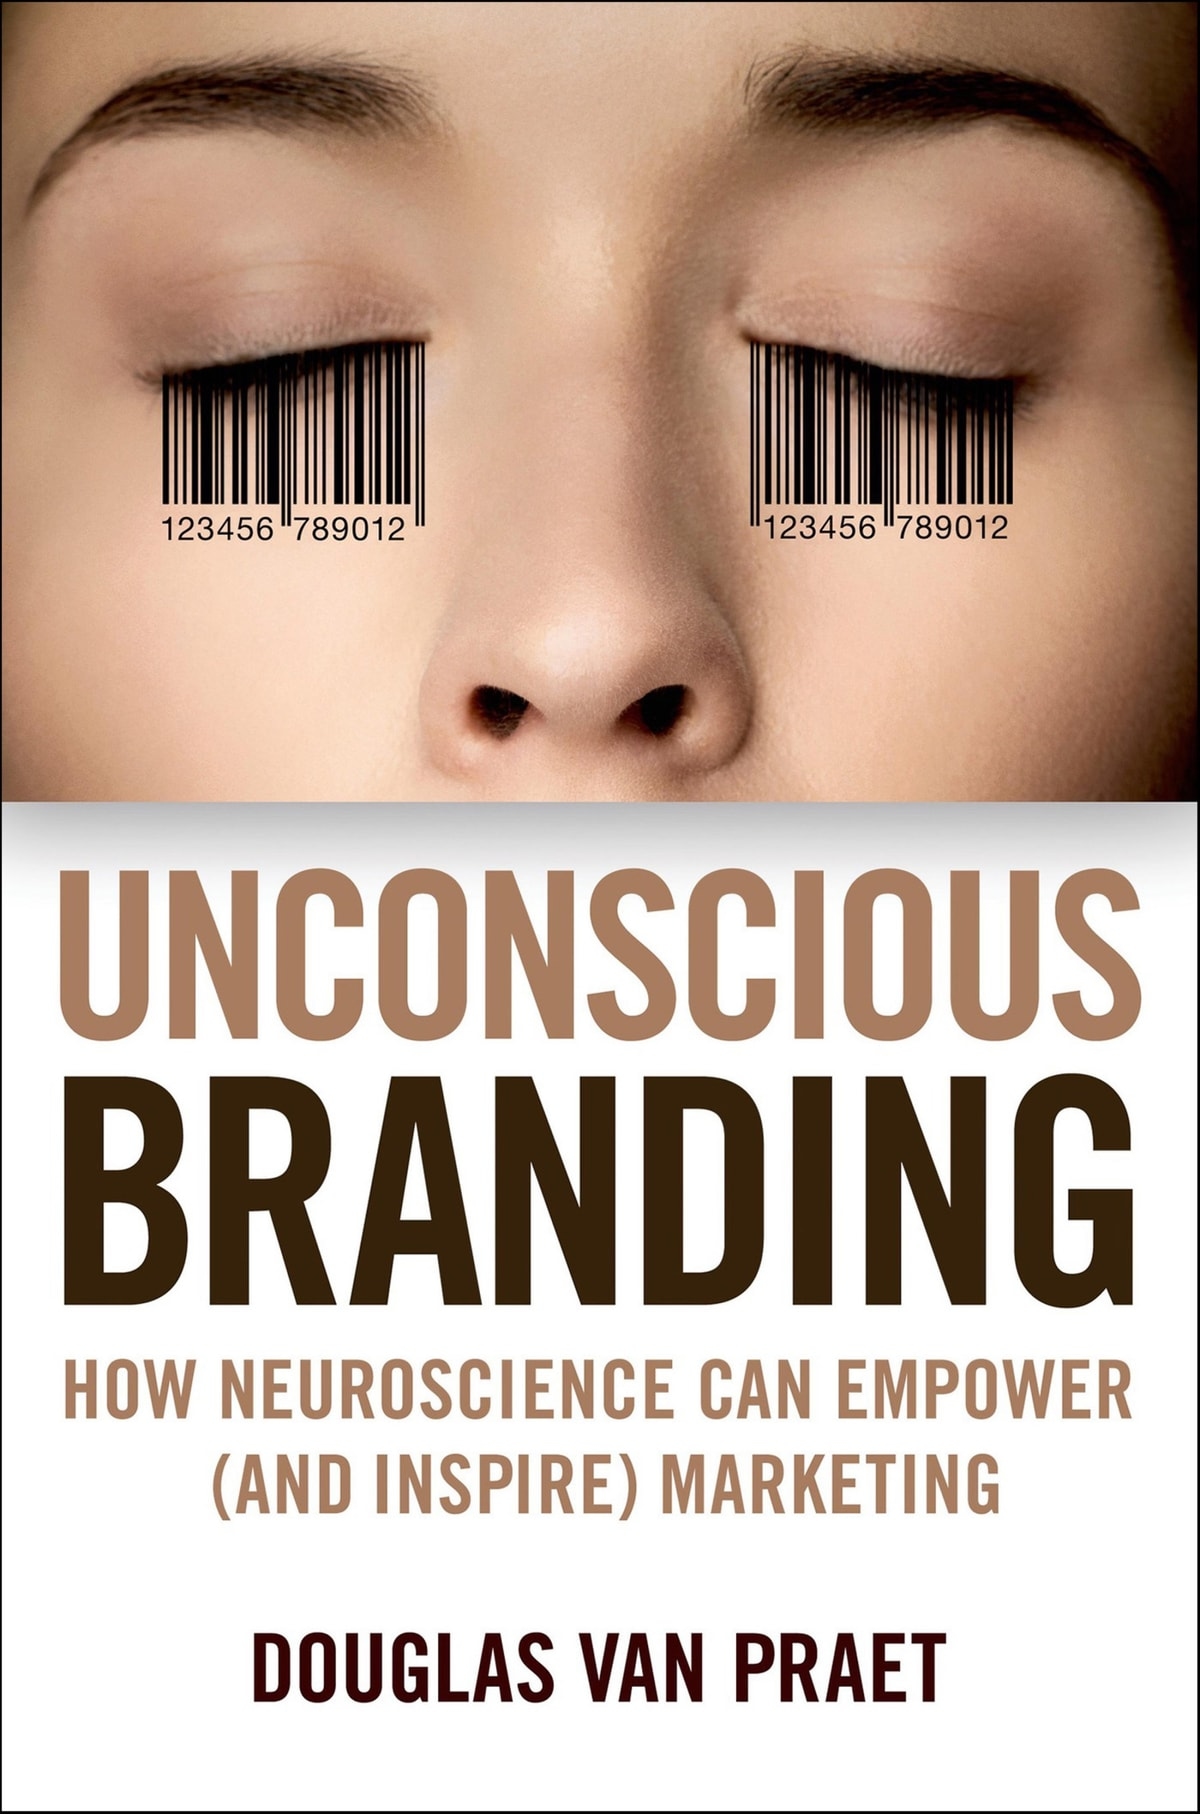 123456 789012 123456 789012
UNCONSCIOUS
BRANDING
HOW NEUROSCIENCE CAN EMPOWER
(AND INSPIRE) MARKETING
DOUGLAS VAN PRAET